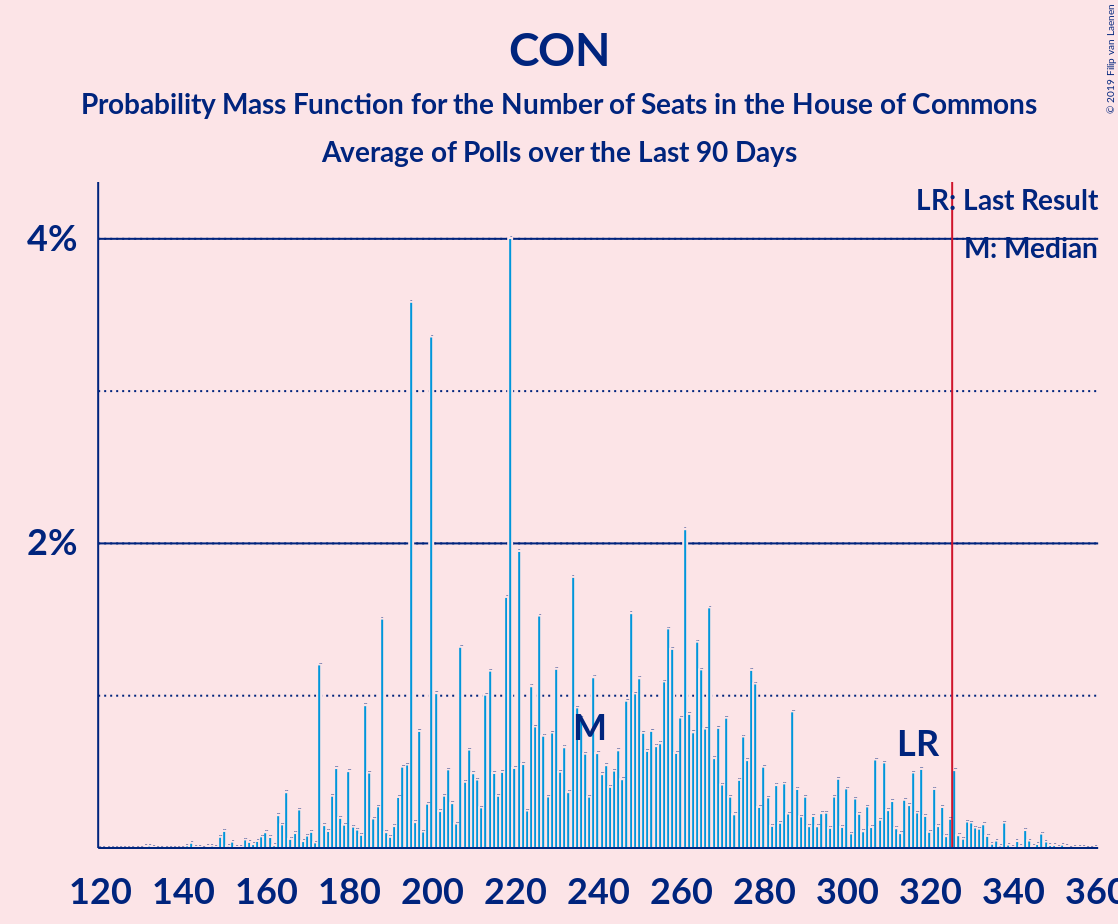 CON
Probability Mass Function for the Number of Seats in the House of Commons
Average of Polls over the Last 90 Days
© 2019 Filip van Laenen
LR: Last Result
M: Median
4%
2%
M
LR
120 140 160 180 200 220 240 260 280 300 320 340 360